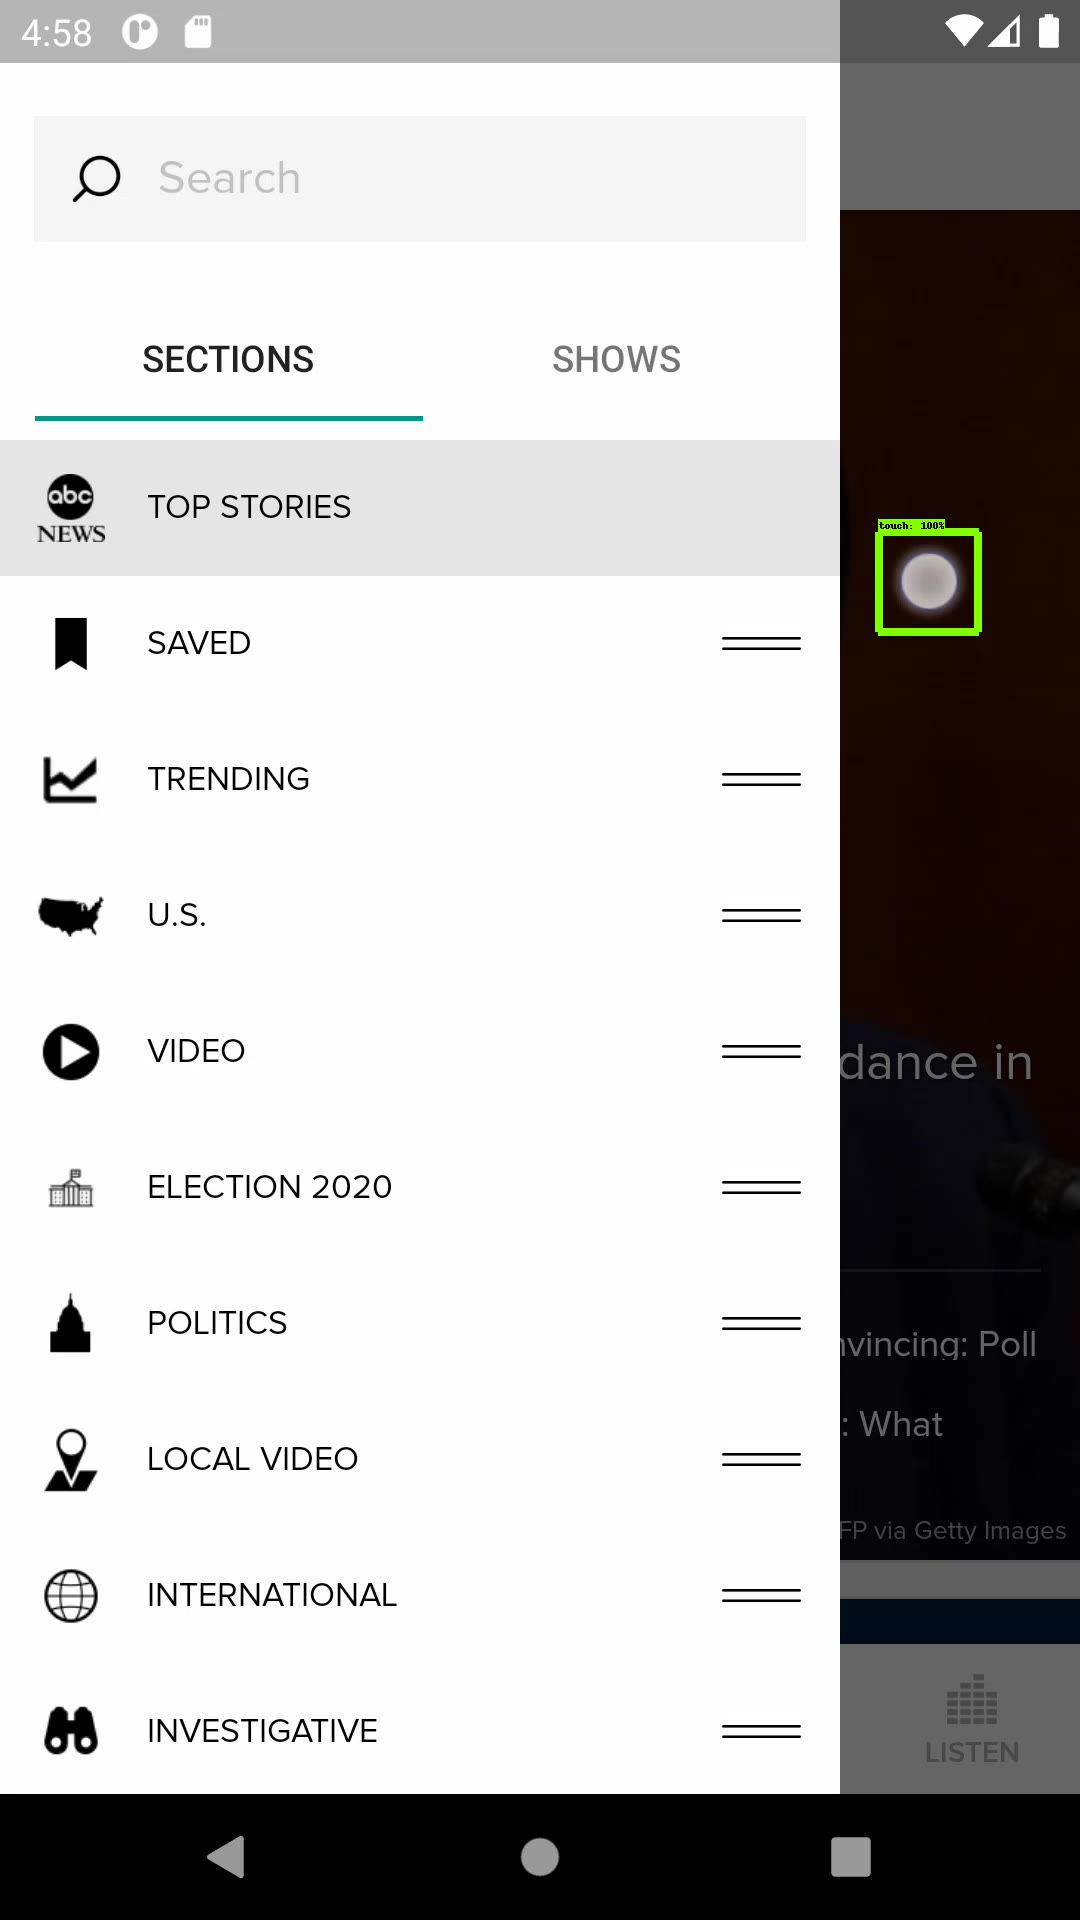 4:58
Search
SECTIONS
SHOWS
abc
NEWS
TOP STORIES
touch: 100%
SAVED
TRENDING
U.S.
VIDEO
dance in
ELECTION 2020
POLITICS
nvincing: Poll
: What
LOCAL VIDEO
FP via Getty Images
INTERNATIONAL
INVESTIGATIVE
LISTEN